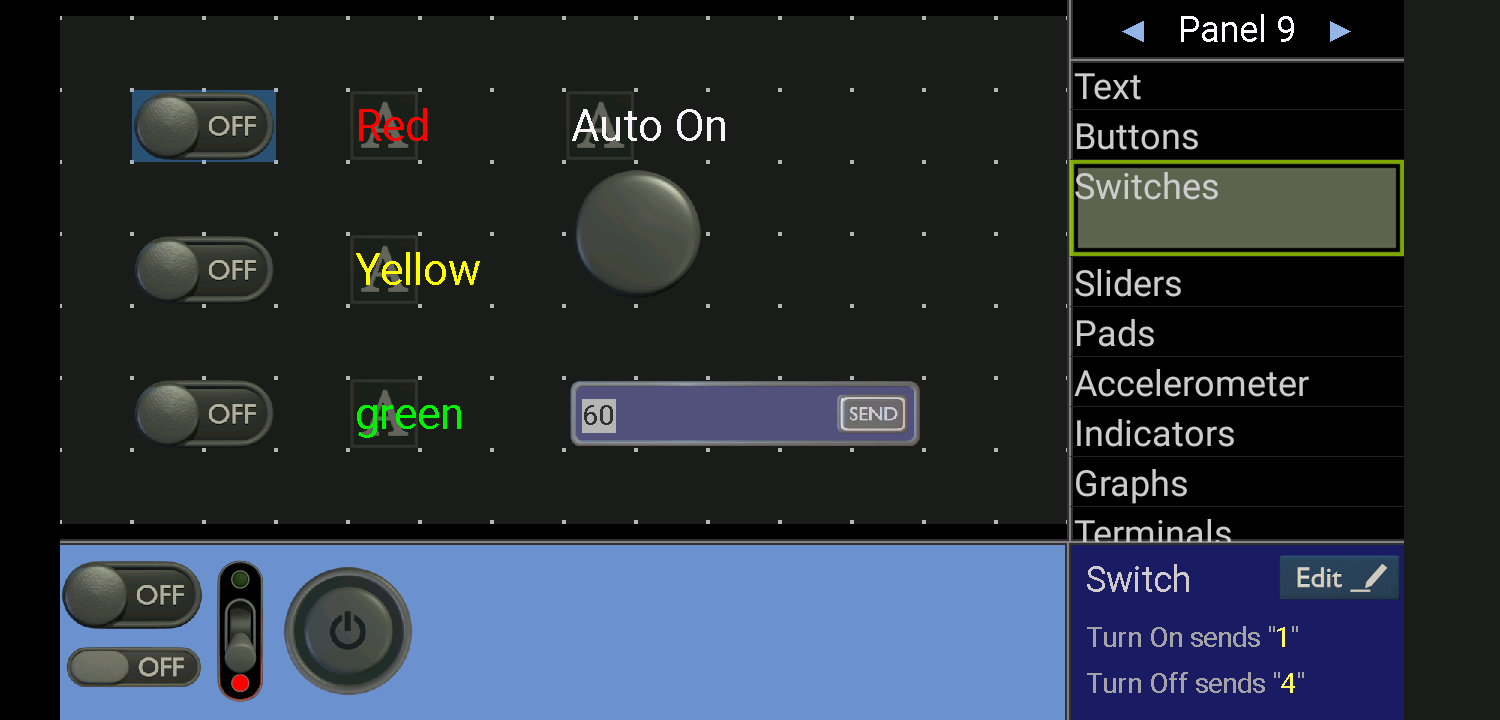 Panel 9
OFF Red Auto On
OFF Yellow
OFF green 60 SEND
Text
Buttons
Switches
Sliders
Pads
Accelerometer
Indicators
Graphs
Terminals
OFF
OFF
Switch Edit
Turn On sends "1"
Turn Off sends "4"